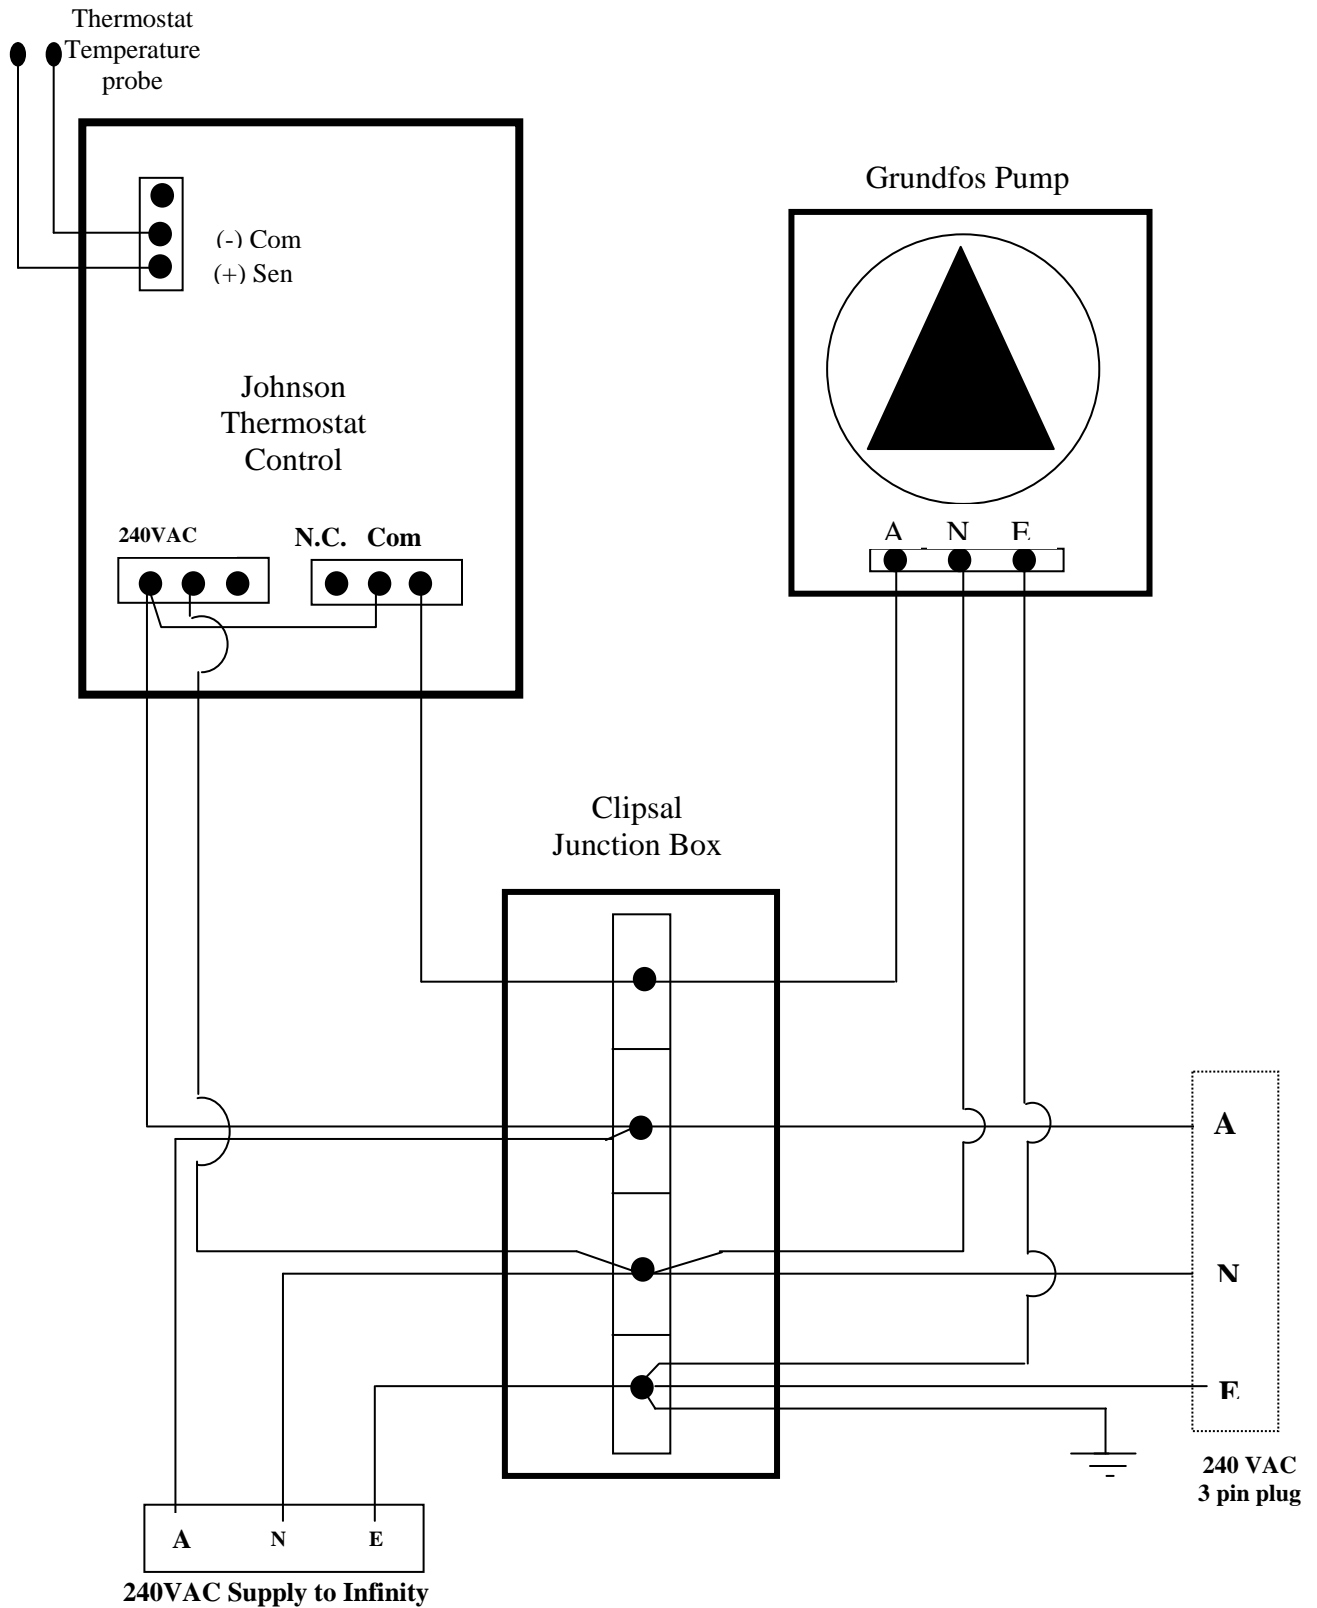 Thermostat
Temperature
probe
Grundfos Pump
(-) Com
(+) Sen
Johnson
Thermostat
Control
240VAC
N.C. Com
A N E
Clipsal
Junction Box
A
N
E
240 VAC
3 pin plug
A N E
240VAC Supply to Infinity